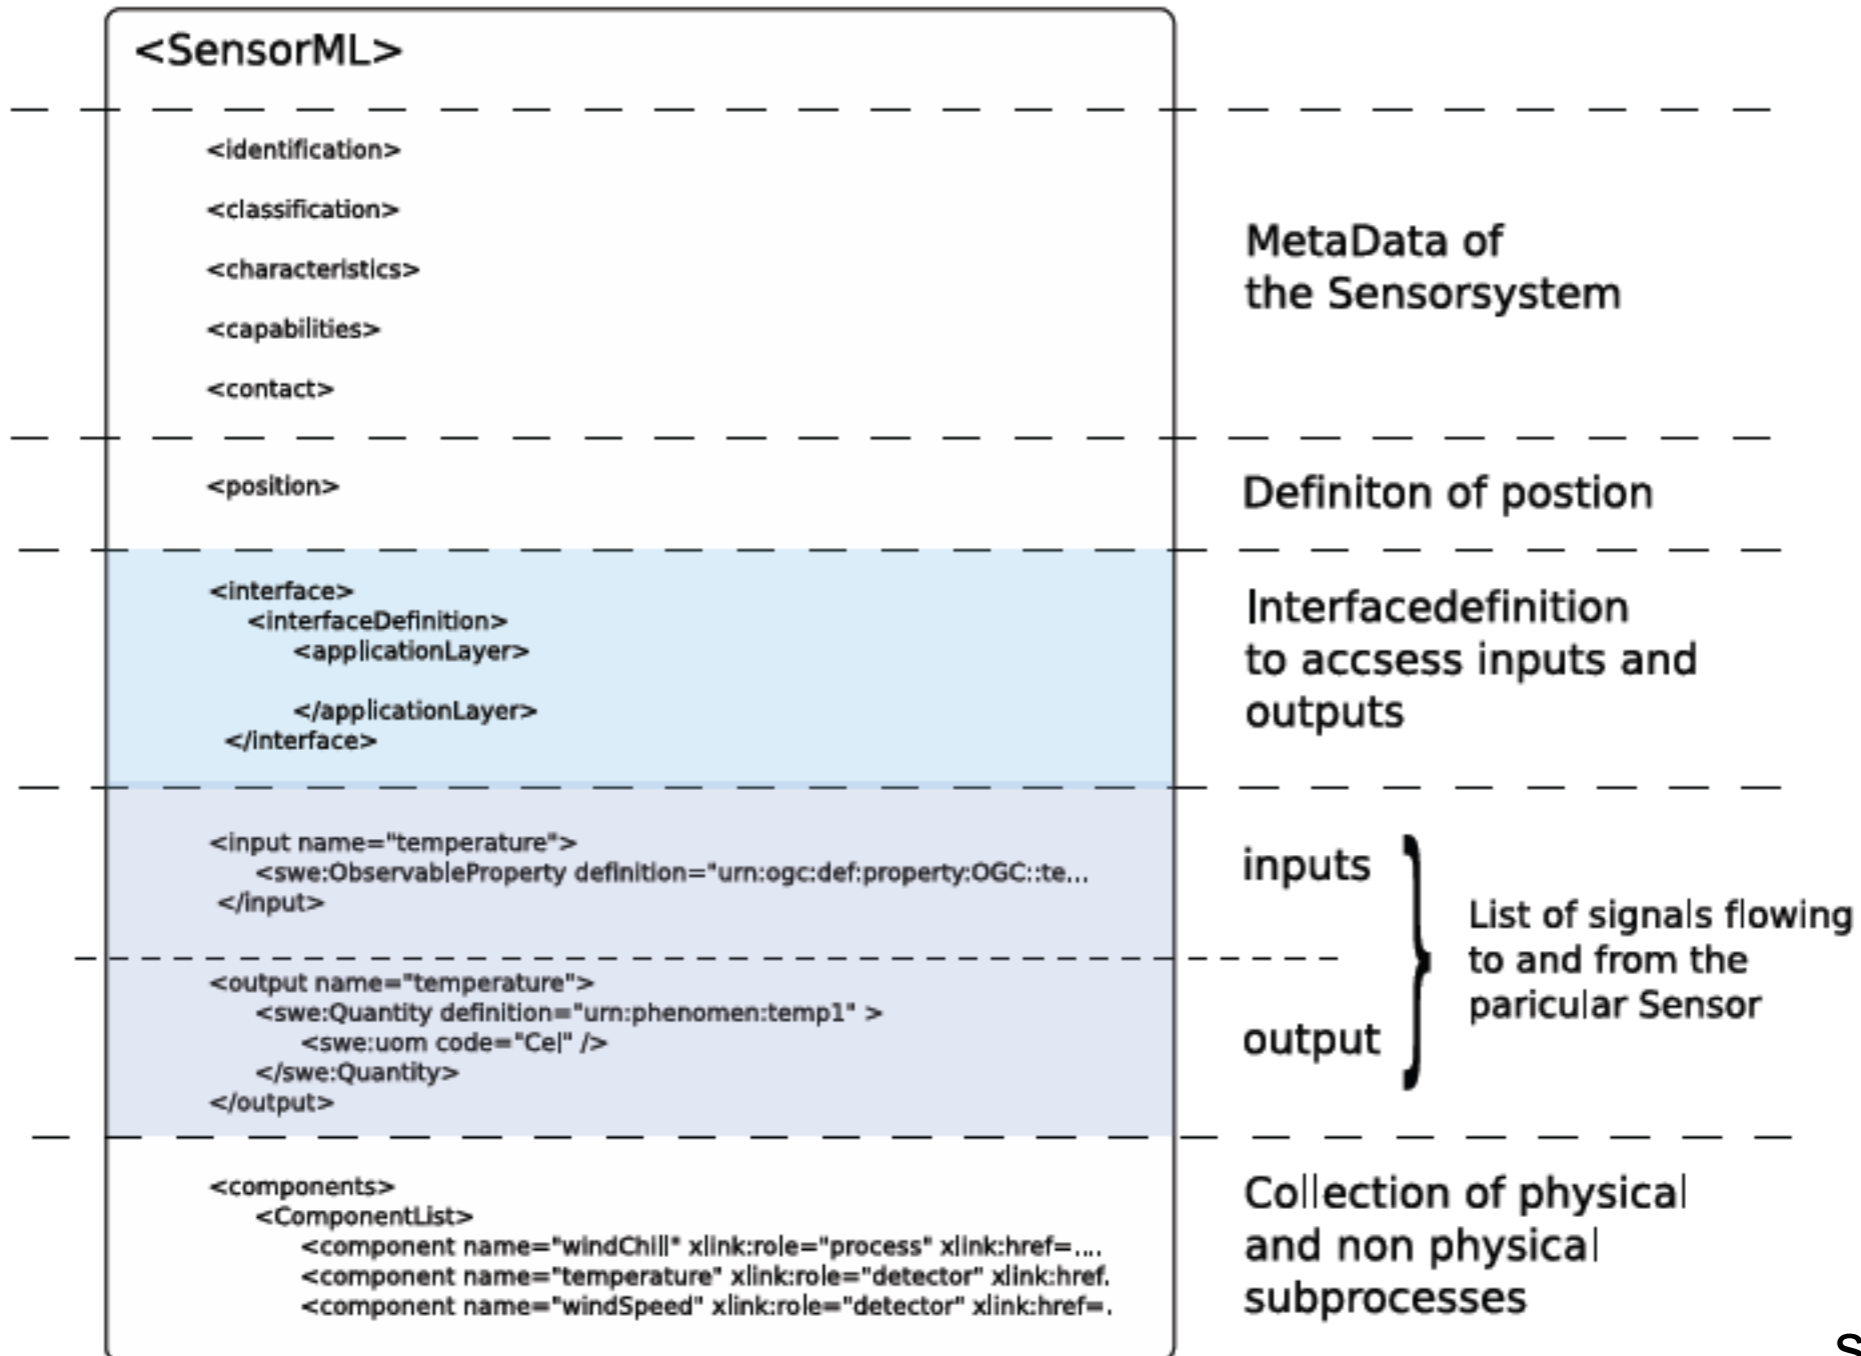 <SensorML>
<identification>
<classification>
<characteristics>
<capabilities>
<contact>
MetaData of
the Sensorsystem
<position>
Definiton of postion
<interface>
<interfaceDefinition>
<applicationLayer>
</applicationLayer>
</interface>
Interfacedefinition
to accsess inputs and
outputs
<input name="temperature">
<swe:ObservableProperty definition="urn:ogc:def:property:OGC::te...
</input>
inputs
<output name="temperature">
<swe:Quantity definition="urn:phenomen:temp1" >
<swe:uom code="Cel" />
</swe:Quantity>
</output>
output
List of signals flowing
to and from the
paricular Sensor
<components>
<ComponentList>
<component name="windChill" xlink:role="process" xlink:href=....
<component name="temperature" xlink:role="detector" xlink:href.
<component name="windSpeed" xlink:role="detector" xlink:href=.
Collection of physical
and non physical
subprocesses